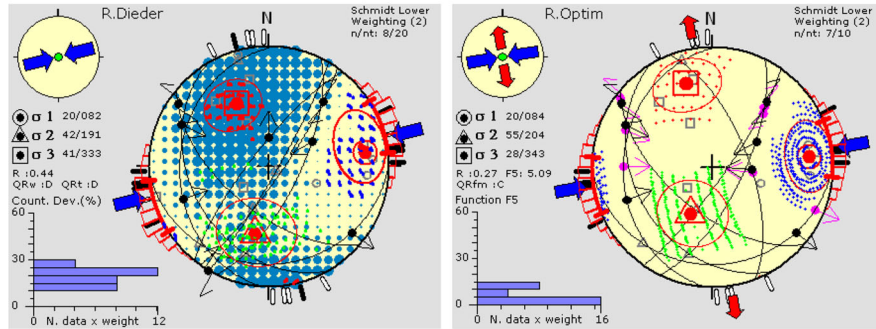 R.Dieder
N
Schmidt Lower
Weighting (2)
n/nt: 8/20
σ 1 20/082
σ 2 42/191
σ 3 41/333
R :0.44
QRw :D QRt :D
Count. Dev.(%)
60
30
0
0 N. data x weight 12
R.Optim
N
Schmidt Lower
Weighting (2)
n/nt: 7/10
σ 1 20/084
σ 2 55/204
σ 3 28/343
R :0.27 F5: 5.09
QRfm :C
Function F5
60
30
0
0 N. data x weight 16